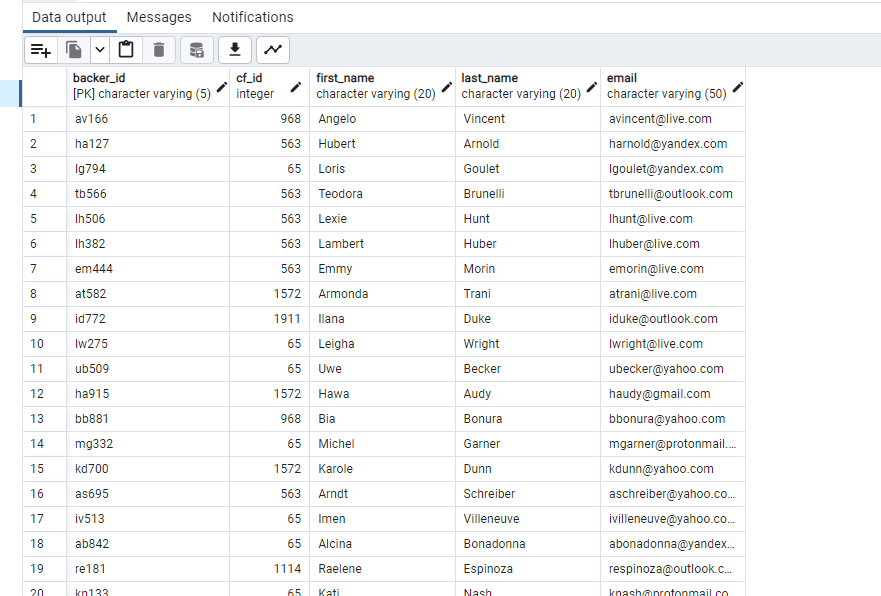 Data output Messages Notifications
backer_id cf_id first_name last_name email
[PK] character varying (5) integer character varying (20) character varying (20) character varying (50)
1 av166 968 Angelo Vincent avincent@live.com
2 ha127 563 Hubert Arnold harnold@yandex.com
3 lg794 65 Loris Goulet lgoulet@yandex.com
4 tb566 563 Teodora Brunelli tbrunelli@outlook.com
5 lh506 563 Lexie Hunt lhunt@live.com
6 lh382 563 Lambert Huber lhuber@live.com
7 em444 563 Emmy Morin emorin@live.com
8 at582 1572 Armonda Trani atrani@live.com
9 id772 1911 Ilana Duke iduke@outlook.com
10 lw275 65 Leigha Wright lwright@live.com
11 ub509 65 Uwe Becker ubecker@yahoo.com
12 ha915 1572 Hawa Audy haudy@gmail.com
13 bb881 968 Bia Bonura bbonura@yahoo.com
14 mg332 65 Michel Garner mgarner@protonmail....
15 kd700 1572 Karole Dunn kdunn@yahoo.com
16 as695 563 Arndt Schreiber aschreiber@yahoo.co...
17 iv513 65 Imen Villeneuve ivilleneuve@yahoo.co...
18 ab842 65 Alcina Bonadonna abonadonna@yandex...
19 re181 1114 Raelene Espinoza respinoza@outlook.c...
20 kn133 65 Kati Nash knash@protonmail.co...